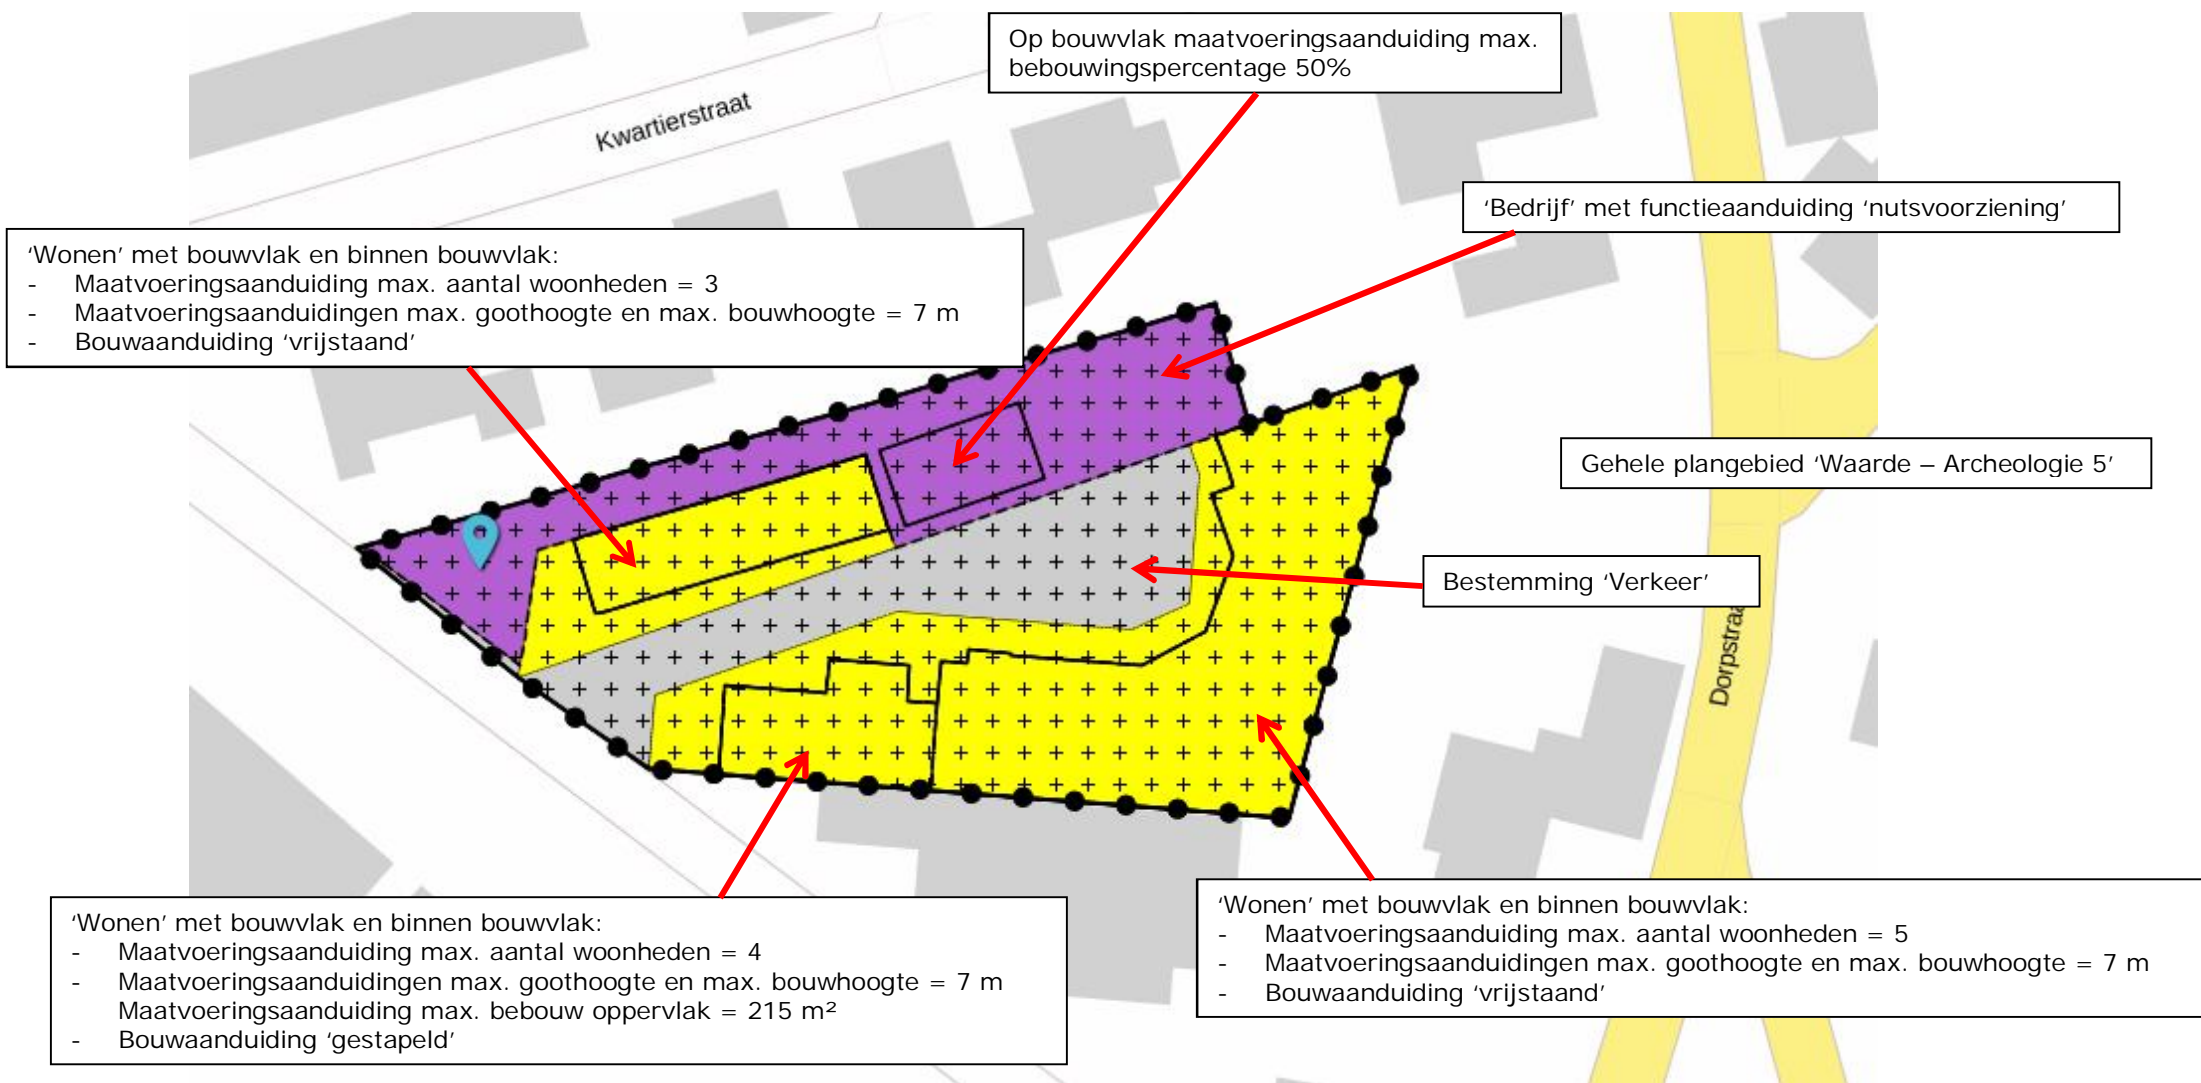 Op bouwvlak maatvoeringsaanduiding max.
bebouwingspercentage 50%
Kwartierstraat
'Bedrijf' met functieaanduiding 'nutsvoorziening'
'Wonen' met bouwvlak en binnen bouwvlak:
- Maatvoeringsaanduiding max. aantal woonheden = 3
- Maatvoeringsaanduidingen max. goothoogte en max. bouwhoogte = 7 m
- Bouwaanduiding 'vrijstaand'
Gehele plangebied 'Waarde – Archeologie 5'
Bestemming 'Verkeer'
Dorpstraa
'Wonen' met bouwvlak en binnen bouwvlak:
- Maatvoeringsaanduiding max. aantal woonheden = 4
- Maatvoeringsaanduidingen max. goothoogte en max. bouwhoogte = 7 m
Maatvoeringsaanduiding max. bebouw oppervlak = 215 m²
- Bouwaanduiding 'gestapeld'
'Wonen' met bouwvlak en binnen bouwvlak:
- Maatvoeringsaanduiding max. aantal woonheden = 5
- Maatvoeringsaanduidingen max. goothoogte en max. bouwhoogte = 7 m
- Bouwaanduiding 'vrijstaand'